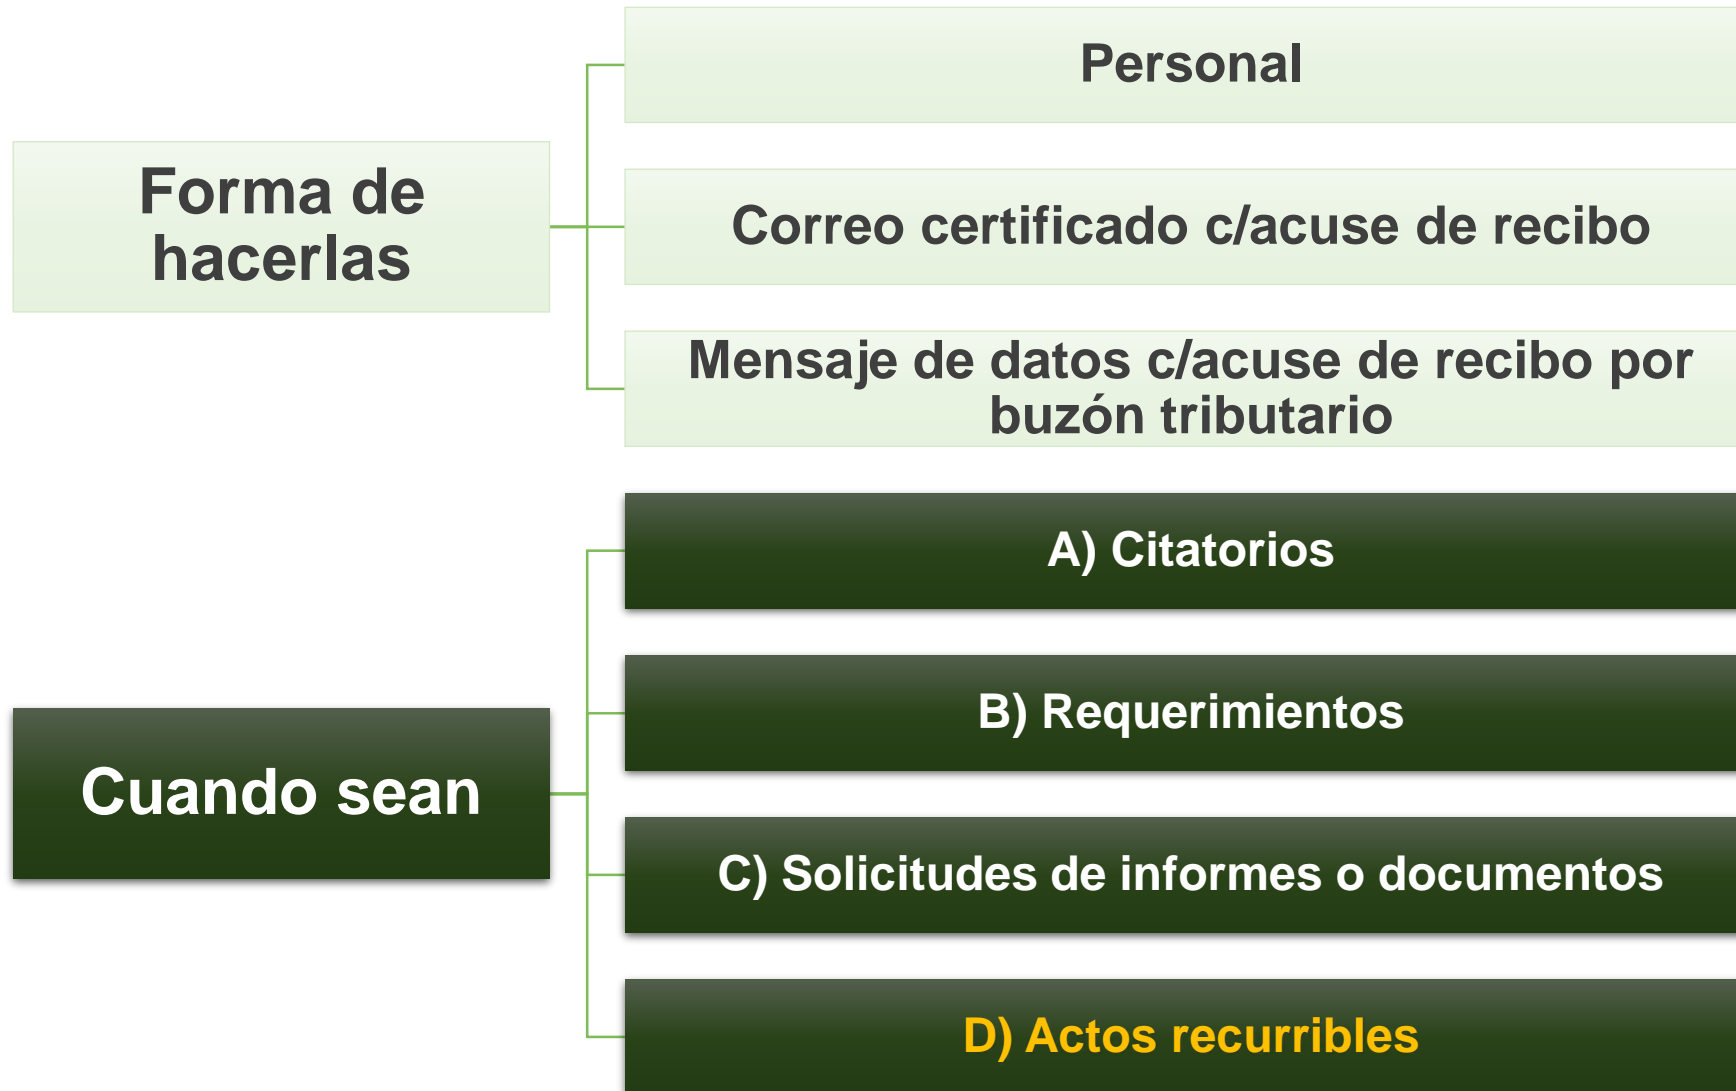 Forma de
hacerlas
Personal
Correo certificado c/acuse de recibo
Mensaje de datos c/acuse de recibo por
buzón tributario
Cuando sean
A) Citatorios
B) Requerimientos
C) Solicitudes de informes o documentos
D) Actos recurribles